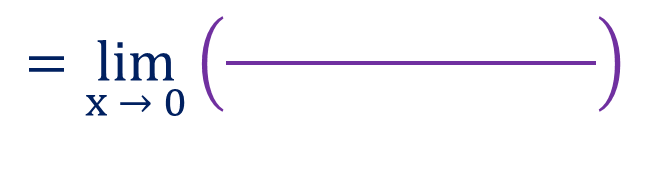 = lim ( )
x → 0